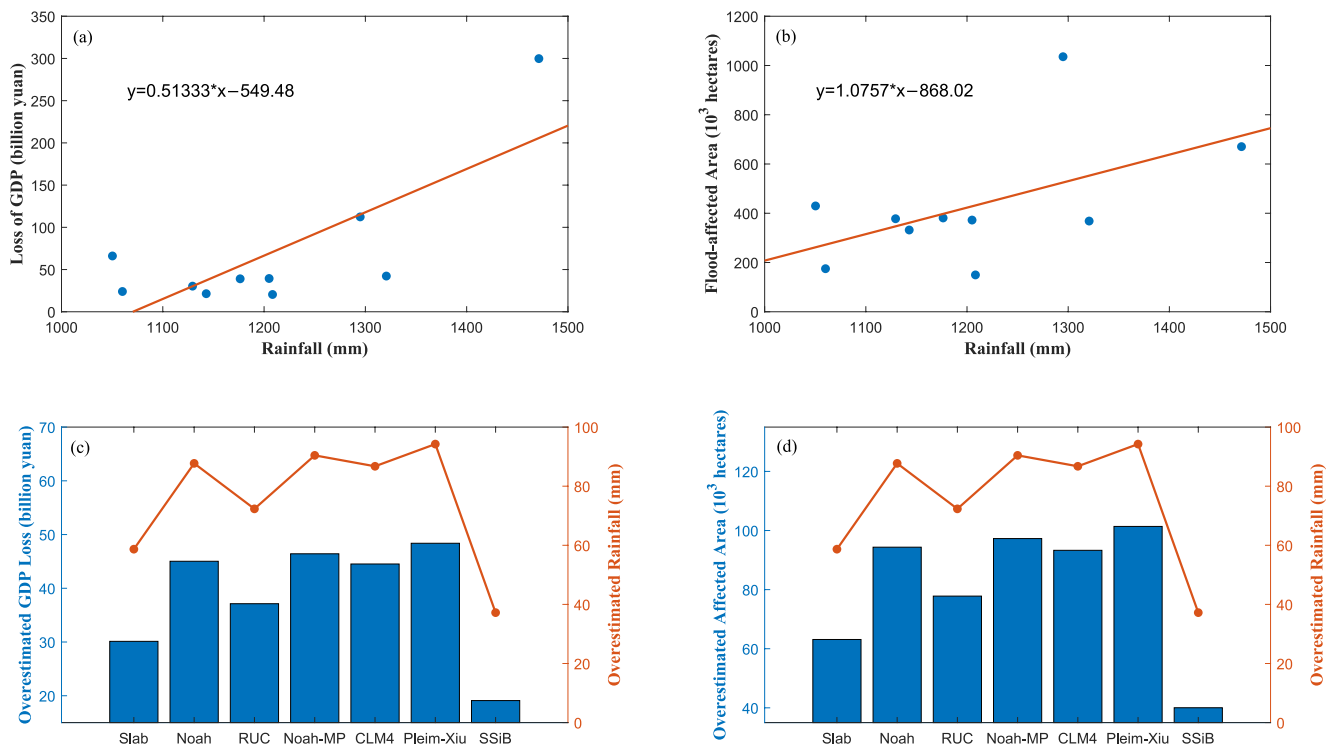 (a)
y=0.51333*x−549.48
Loss of GDP (billion yuan)
350
300
250
200
150
100
50
0
1000 1100 1200 1300 1400 1500
Rainfall (mm)
(b)
y=1.0757*x−868.02
Flood-affected Area (10³ hectares)
1200
1000
800
600
400
200
0
1000 1100 1200 1300 1400 1500
Rainfall (mm)
(c)
Overestimated GDP Loss (billion yuan)
70
60
50
40
30
20
100
80
60
40
20
0
Overestimated Rainfall (mm)
Slab Noah RUC Noah-MP CLM4 Pleim-Xiu SSiB
(d)
Overestimated Affected Area (10³ hectares)
120
100
80
60
40
100
80
60
40
20
0
Overestimated Rainfall (mm)
Slab Noah RUC Noah-MP CLM4 Pleim-Xiu SSiB